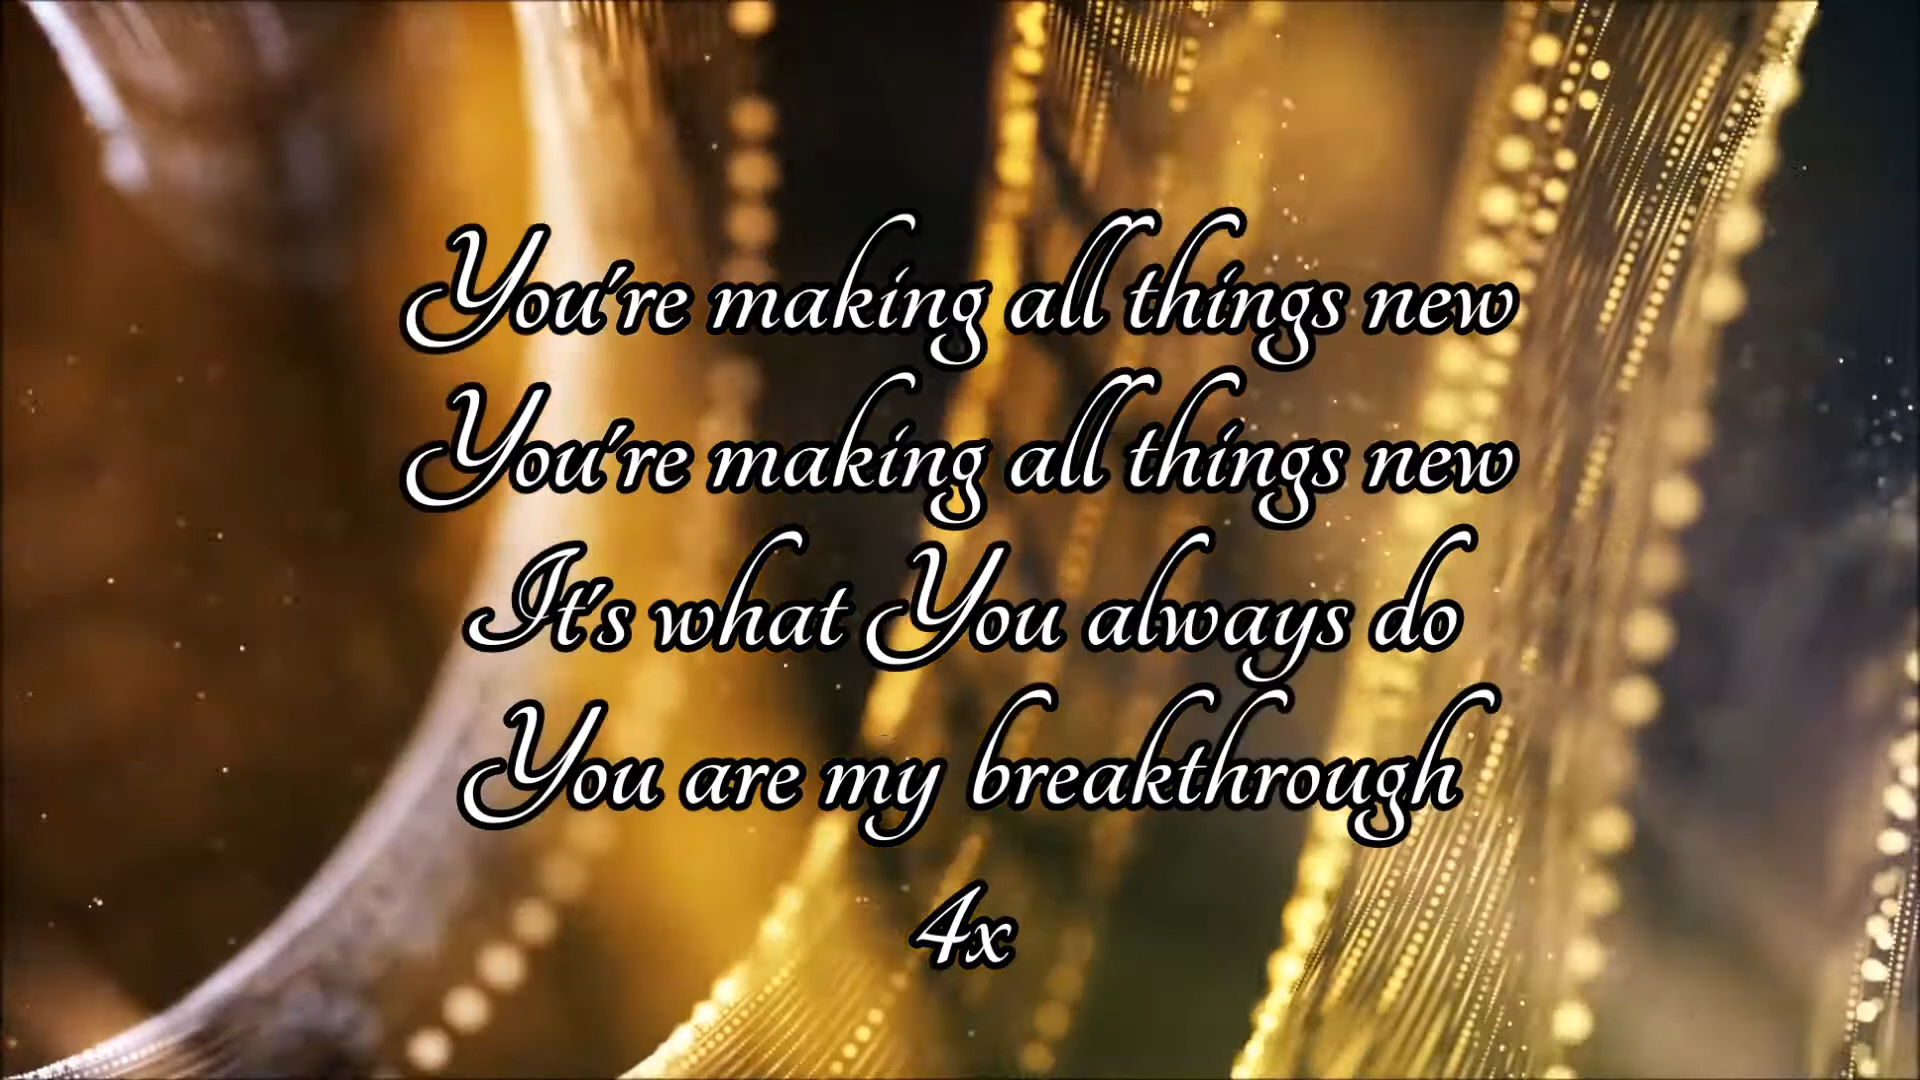 You're making all things new
You're making all things new
It's what You always do
You are my breakthrough
4x